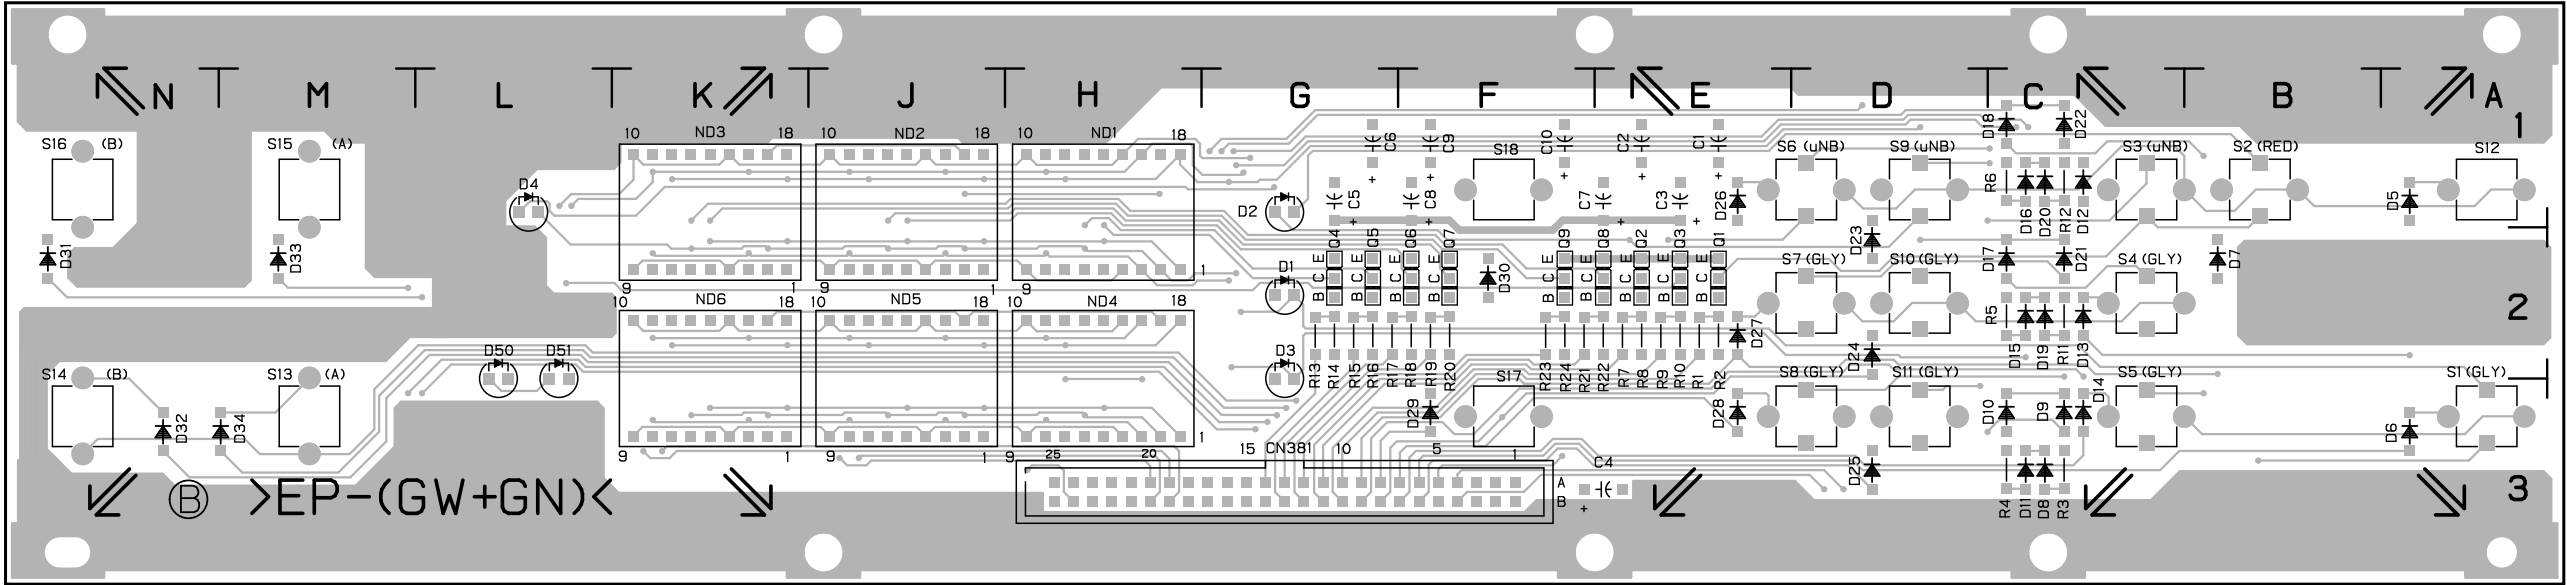 N M L K J H G F E D C B A
1
10 ND3 18 10 ND2 18 10 ND1 18
S16 (B) S15 (A) C6 C9 S18 C10 C2 C1 S6 (uNB) S9 (uNB) D18 D22 S3 (uNB) S2 (RED) S12
+ + + + +
D4 D2 C5 C8 C7 C3 D26 R6 D16 D20 R12 D12 D5
+ + + +
D31 D33 D1 Q4 Q5 Q6 Q7 D30 Q9 Q8 Q2 Q3 Q1 D23 D17 D21 D7
E E E E E E
C C C C C C
B B B B B B
S7 (GLY) S10 (GLY) S4 (GLY)
9 1 9 1 9 1
10 ND6 18 10 ND5 18 10 ND4 18
2
R5 D27
D50 D51 D3 R13 R14 R15 R16 R17 R18 R19 R20 R23 R24 R21 R22 R7 R8 R9 R10 R1 R2 D24 D15 D19 R11 D13
S14 (B) S13 (A) S17 S8 (GLY) S11 (GLY) S5 (GLY) S1 (GLY)
D32 D34 D29 D28 D10 D9 D14 D6
9 1 9 1 9 1
25 20 15 CN381 10 5 1
C4 D25
A
B
+
R4 D11 D8 R3
3
B >EP-(GW+GN)<